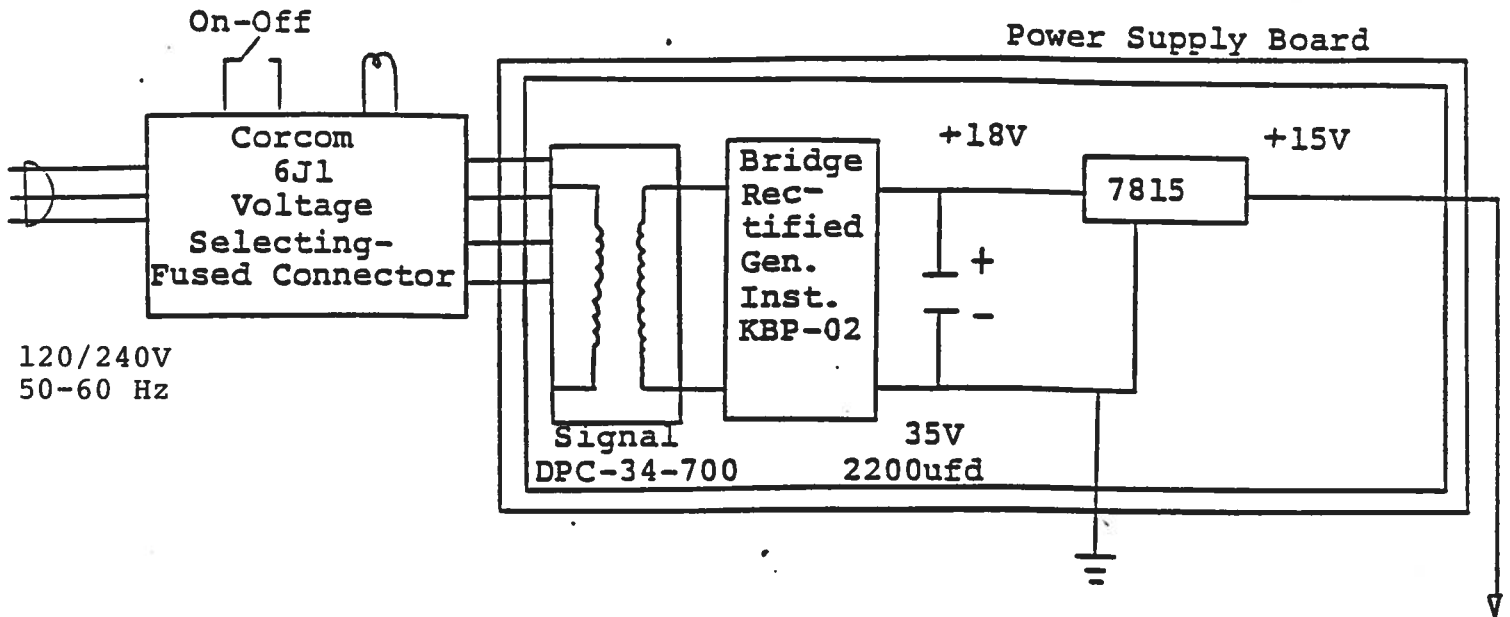 On-Off
Power Supply Board
Corcom
6J1
Voltage
Selecting-
Fused Connector
120/240V
50-60 Hz
Signal
DPC-34-700
Bridge
Rec-
tified
Gen.
Inst.
KBP-02
+18V
+
-
35V
2200ufd
7815
+15V